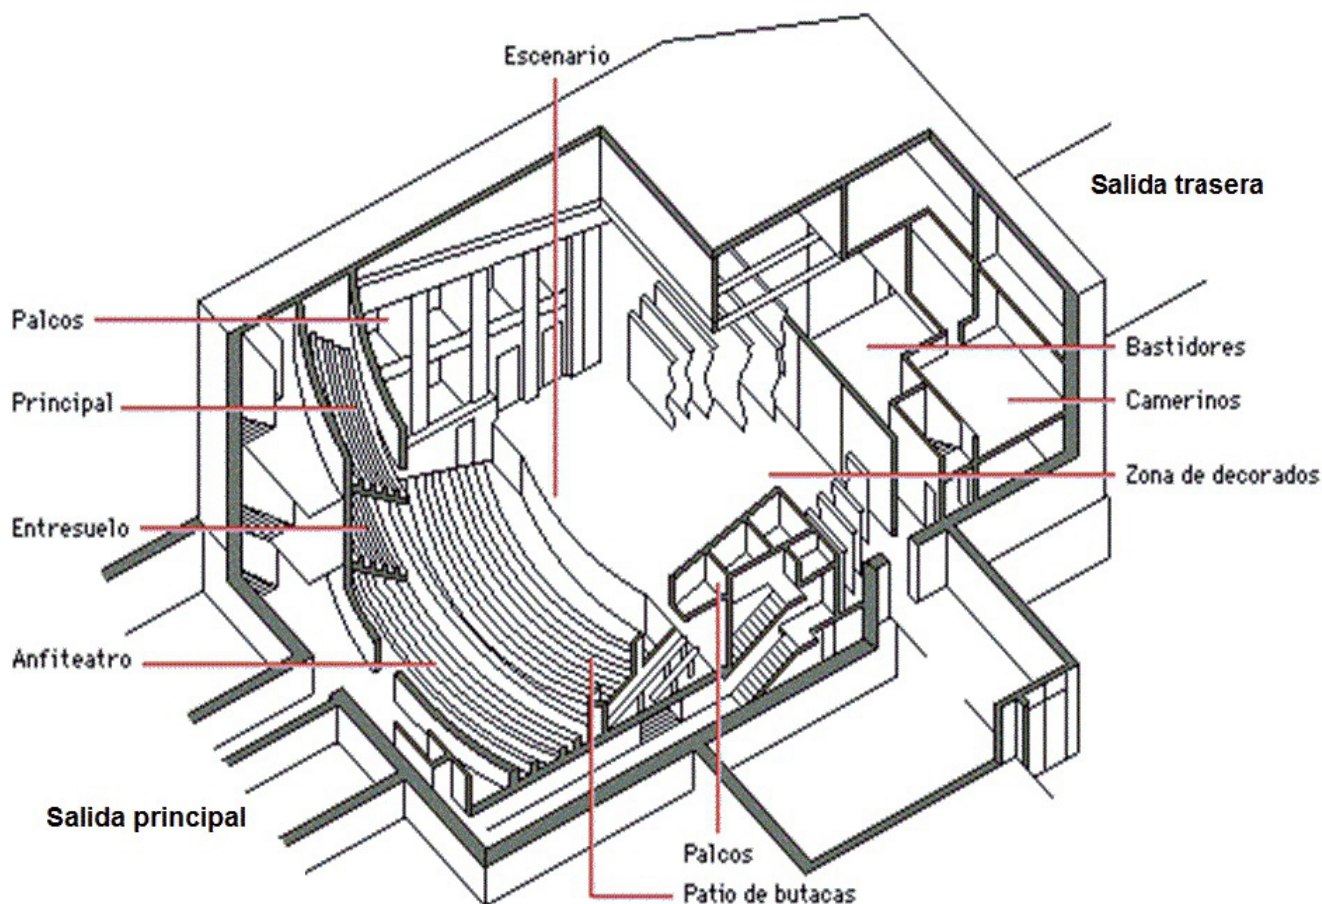 Escenario
Salida trasera
Palcos
Bastidores
Principal
Camerinos
Zona de decorados
Entresuelo
Anfiteatro
Salida principal
Palcos
Patio de butacas